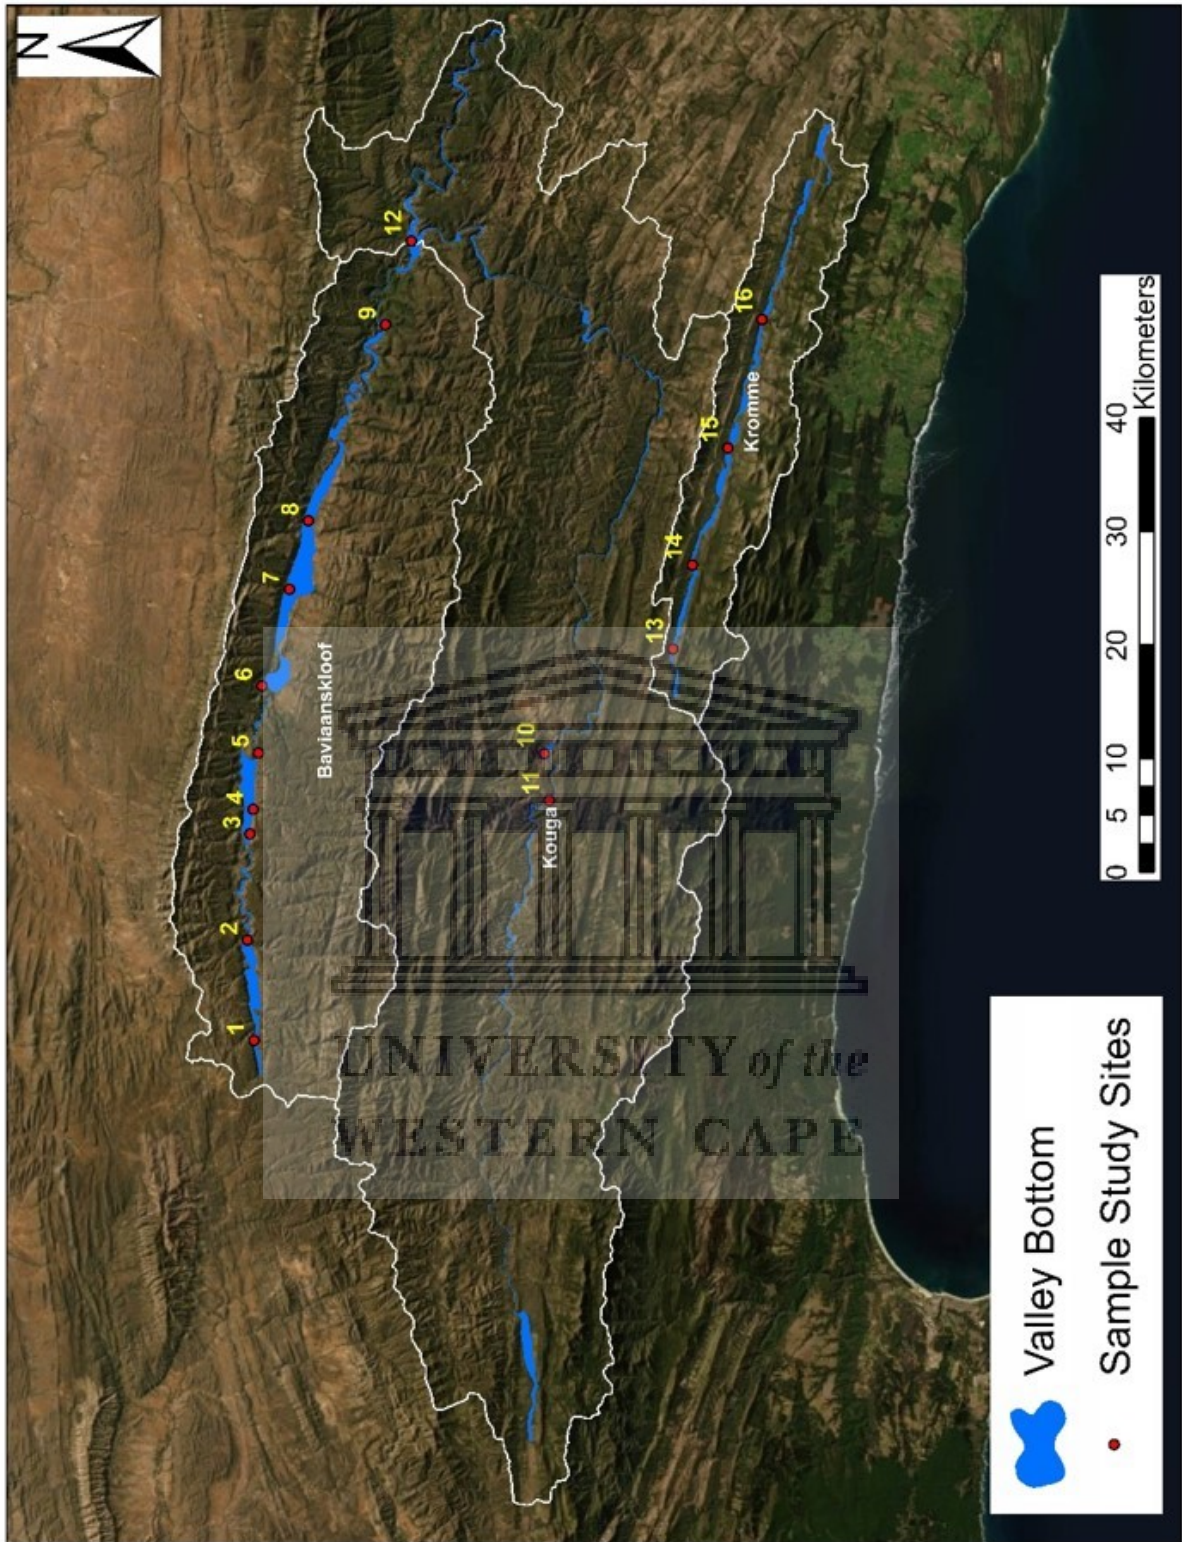 N
12
9
8
7
6
5
4
3
2
1
Baviaanskloof
10
11
Kouga
16
15
Kromme
14
13
UNIVERSITY of the
WESTERN CAPE
Valley Bottom
Sample Study Sites
0 5 10 20 30 40
Kilometers